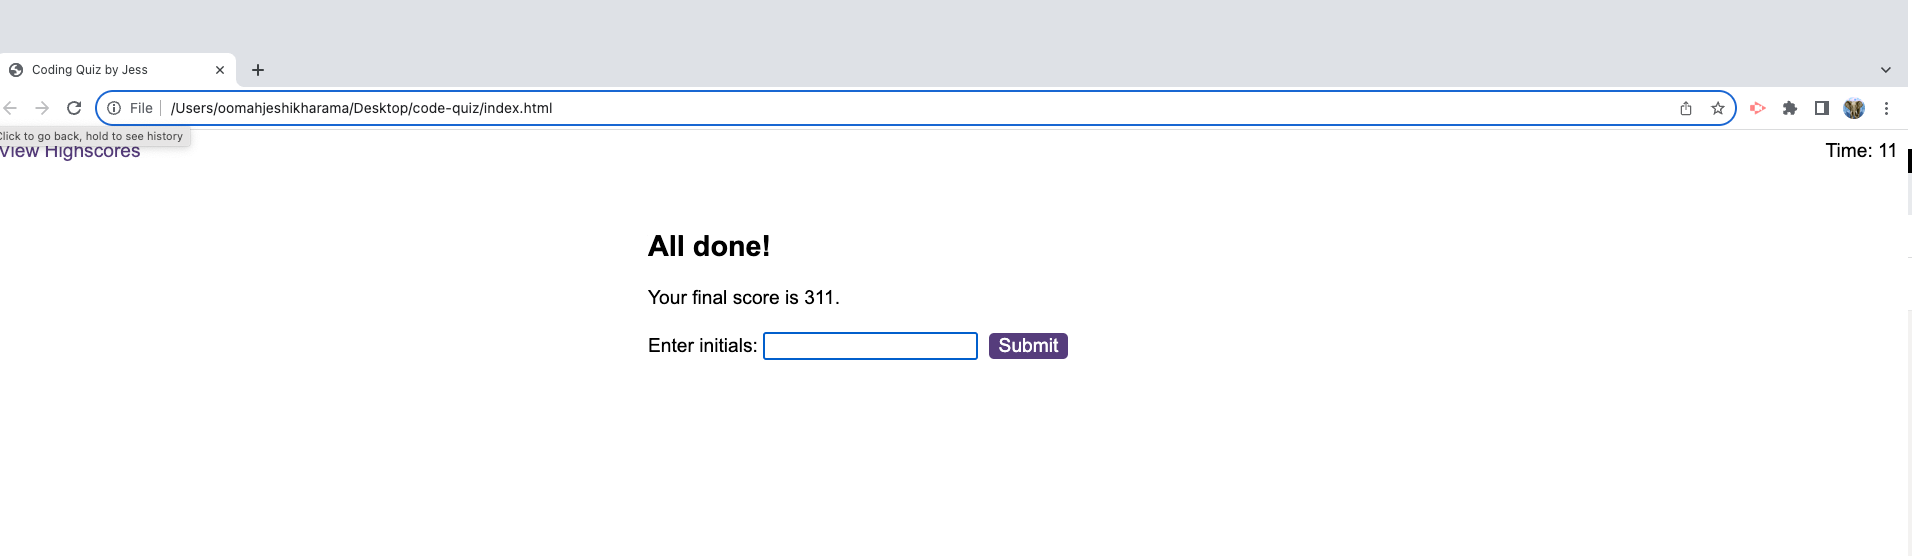 Coding Quiz by Jess
File /Users/oomahjeshikharama/Desktop/code-quiz/index.html
Click to go back, hold to see history
View Highscores
Time: 11
All done!
Your final score is 311.
Enter initials: Submit